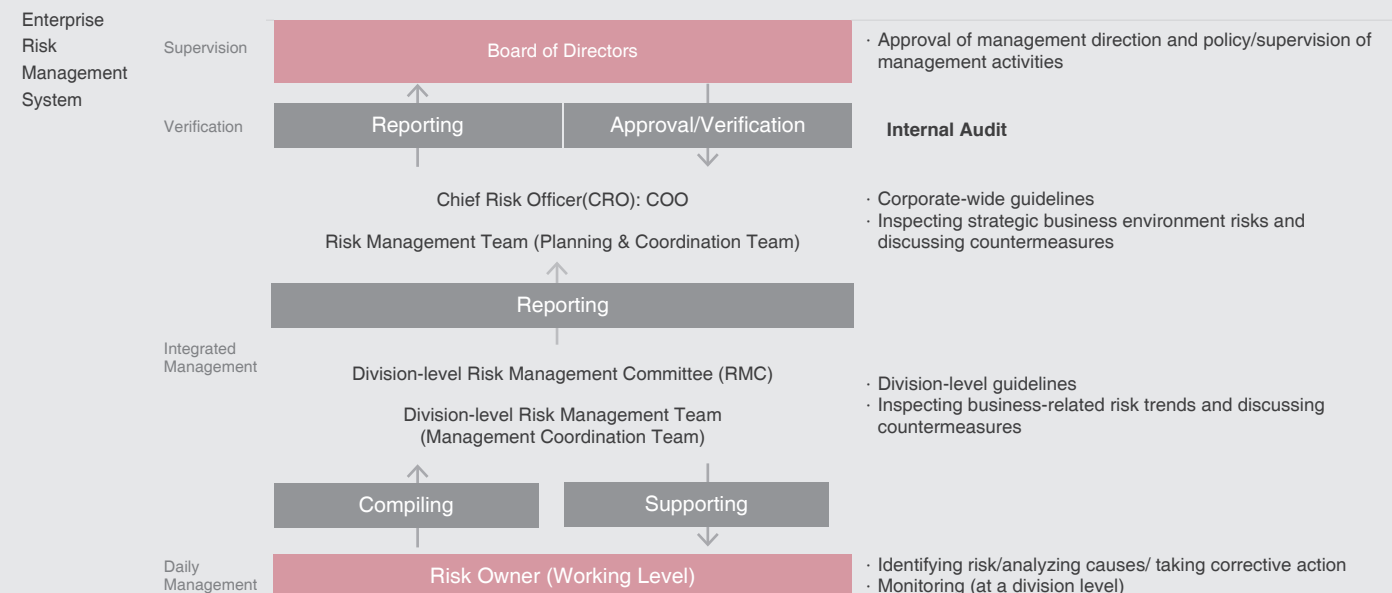 Enterprise
Risk
Management
System
Supervision
Board of Directors
· Approval of management direction and policy/supervision of
management activities
Verification
Reporting
Approval/Verification
Internal Audit
Chief Risk Officer(CRO): COO
Risk Management Team (Planning & Coordination Team)
· Corporate-wide guidelines
· Inspecting strategic business environment risks and
discussing countermeasures
Reporting
Integrated
Management
Division-level Risk Management Committee (RMC)
Division-level Risk Management Team
(Management Coordination Team)
· Division-level guidelines
· Inspecting business-related risk trends and discussing
countermeasures
Compiling
Supporting
Daily
Management
Risk Owner (Working Level)
· Identifying risk/analyzing causes/ taking corrective action
· Monitoring (at a division level)